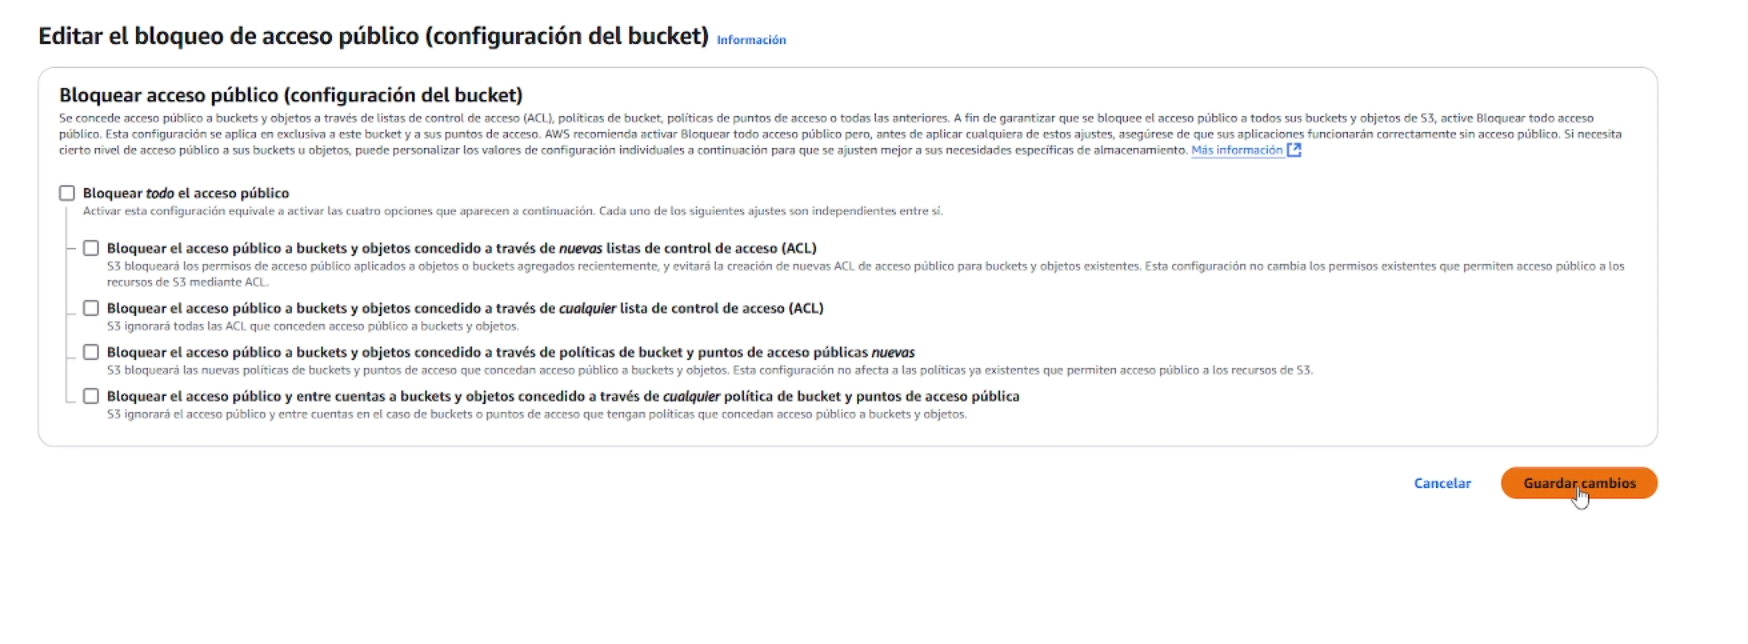 Editar el bloqueo de acceso público (configuración del bucket) Información
Bloquear acceso público (configuración del bucket)
Se concede acceso público a buckets y objetos a través de listas de control de acceso (ACL), políticas de bucket, políticas de puntos de acceso o todas las anteriores. A fin de garantizar que se bloquee el acceso público a todos sus buckets y objetos de S3, active Bloquear todo acceso
público. Esta configuración se aplica en exclusiva a este bucket y a sus puntos de acceso. AWS recomienda activar Bloquear todo acceso público pero, antes de aplicar cualquiera de estos ajustes, asegúrese de que sus aplicaciones funcionarán correctamente sin acceso público. Si necesita
cierto nivel de acceso público a sus buckets u objetos, puede personalizar los valores de configuración individuales a continuación para que se ajusten mejor a sus necesidades específicas de almacenamiento. Más información
Bloquear todo el acceso público
Activar esta configuración equivale a activar las cuatro opciones que aparecen a continuación. Cada uno de los siguientes ajustes son independientes entre sí.
Bloquear el acceso público a buckets y objetos concedido a través de nuevas listas de control de acceso (ACL)
S3 bloqueará los permisos de acceso público aplicados a objetos o buckets agregados recientemente, y evitará la creación de nuevas ACL de acceso público para buckets y objetos existentes. Esta configuración no cambia los permisos existentes que permiten acceso público a los
recursos de S3 mediante ACL.
Bloquear el acceso público a buckets y objetos concedido a través de cualquier lista de control de acceso (ACL)
S3 ignorará todas las ACL que conceden acceso público a buckets y objetos.
Bloquear el acceso público a buckets y objetos concedido a través de políticas de bucket y puntos de acceso públicas nuevas
S3 bloqueará las nuevas políticas de buckets y puntos de acceso que concedan acceso público a buckets y objetos. Esta configuración no afecta a las políticas ya existentes que permiten acceso público a los recursos de S3.
Bloquear el acceso público y entre cuentas a buckets y objetos concedido a través de cualquier política de bucket y puntos de acceso pública
S3 ignorará el acceso público y entre cuentas en el caso de buckets o puntos de acceso que tengan políticas que concedan acceso público a buckets y objetos.
Cancelar Guardar cambios